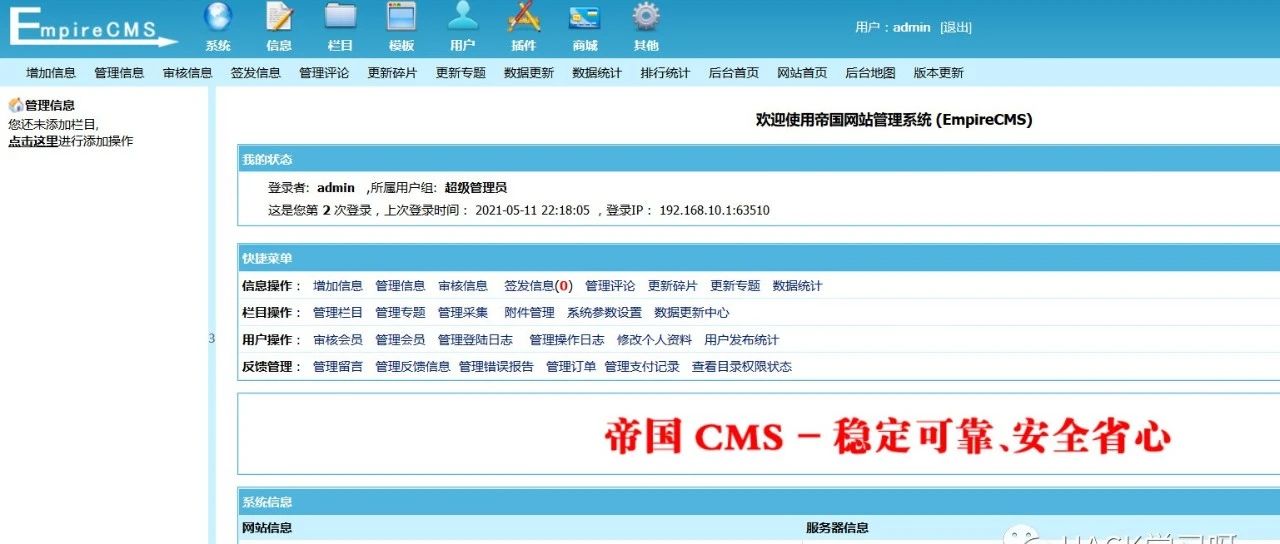 EmpireCMS
系统 信息 栏目 模板 用户 插件 商城 其他
用户：admin [退出]
增加信息 管理信息 审核信息 签发信息 管理评论 更新碎片 更新专题 数据更新 数据统计 排行统计 后台首页 网站首页 后台地图 版本更新
管理信息
您还未添加栏目,
点击这里进行添加操作
3
欢迎使用帝国网站管理系统 (EmpireCMS)
我的状态
登录者: admin ,所属用户组: 超级管理员
这是您第 2 次登录，上次登录时间： 2021-05-11 22:18:05 ，登录IP： 192.168.10.1:63510
快捷菜单
信息操作： 增加信息 管理信息 审核信息 签发信息(0) 管理评论 更新碎片 更新专题 数据统计
栏目操作： 管理栏目 管理专题 管理采集 附件管理 系统参数设置 数据更新中心
用户操作： 审核会员 管理会员 管理登陆日志 管理操作日志 修改个人资料 用户发布统计
反馈管理： 管理留言 管理反馈信息 管理错误报告 管理订单 管理支付记录 查看目录权限状态
帝国 CMS - 稳定可靠、安全省心
系统信息
网站信息 服务器信息
HACK学习呀